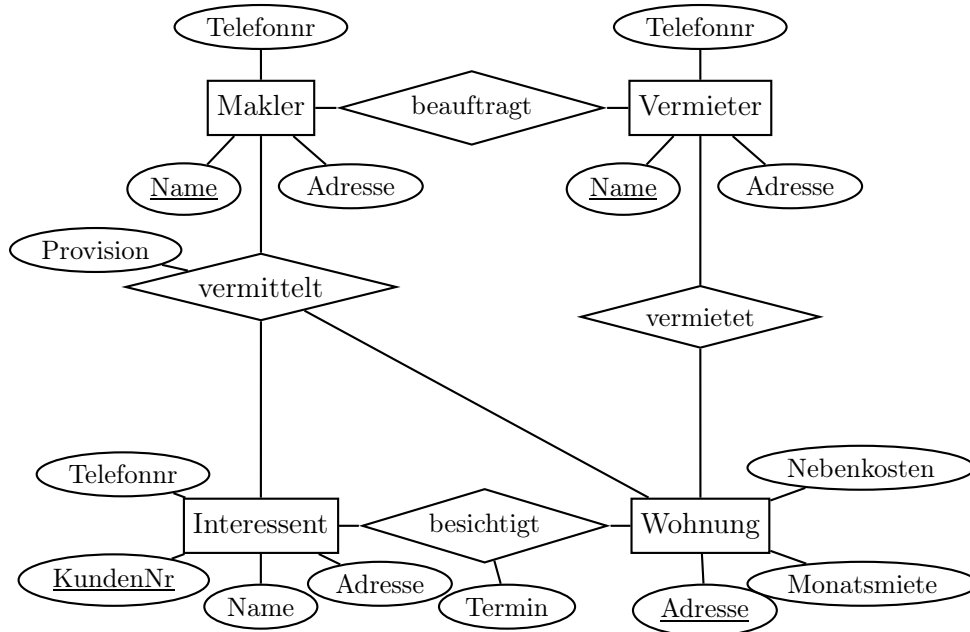 Telefonnr
Telefonnr
Makler
beauftragt
Vermieter
Name
Adresse
Name
Adresse
Provision
vermittelt
vermietet
Telefonnr
Nebenkosten
Interessent
besichtigt
Wohnung
KundenNr
Adresse
Monatsmiete
Name
Termin
Adresse